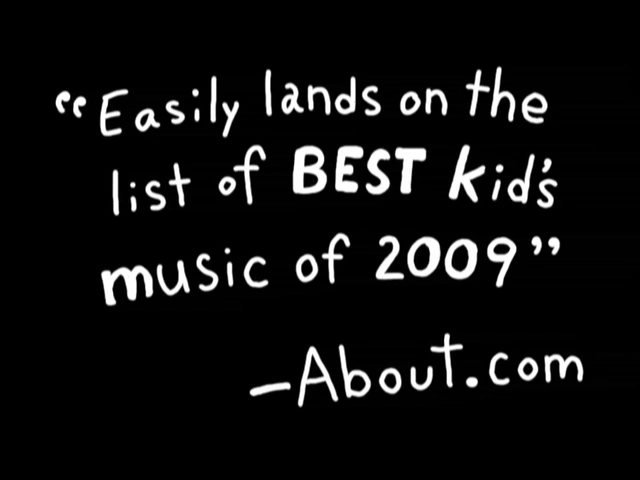 “Easily lands on the
list of BEST kid's
music of 2009”
–About.com